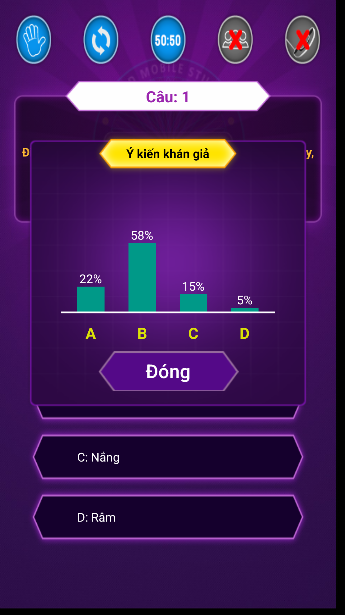 50:50
Câu: 1
Ý kiến khán giả
58%
22%
15%
5%
A B C D
Đóng
C: Nắng
D: Râm